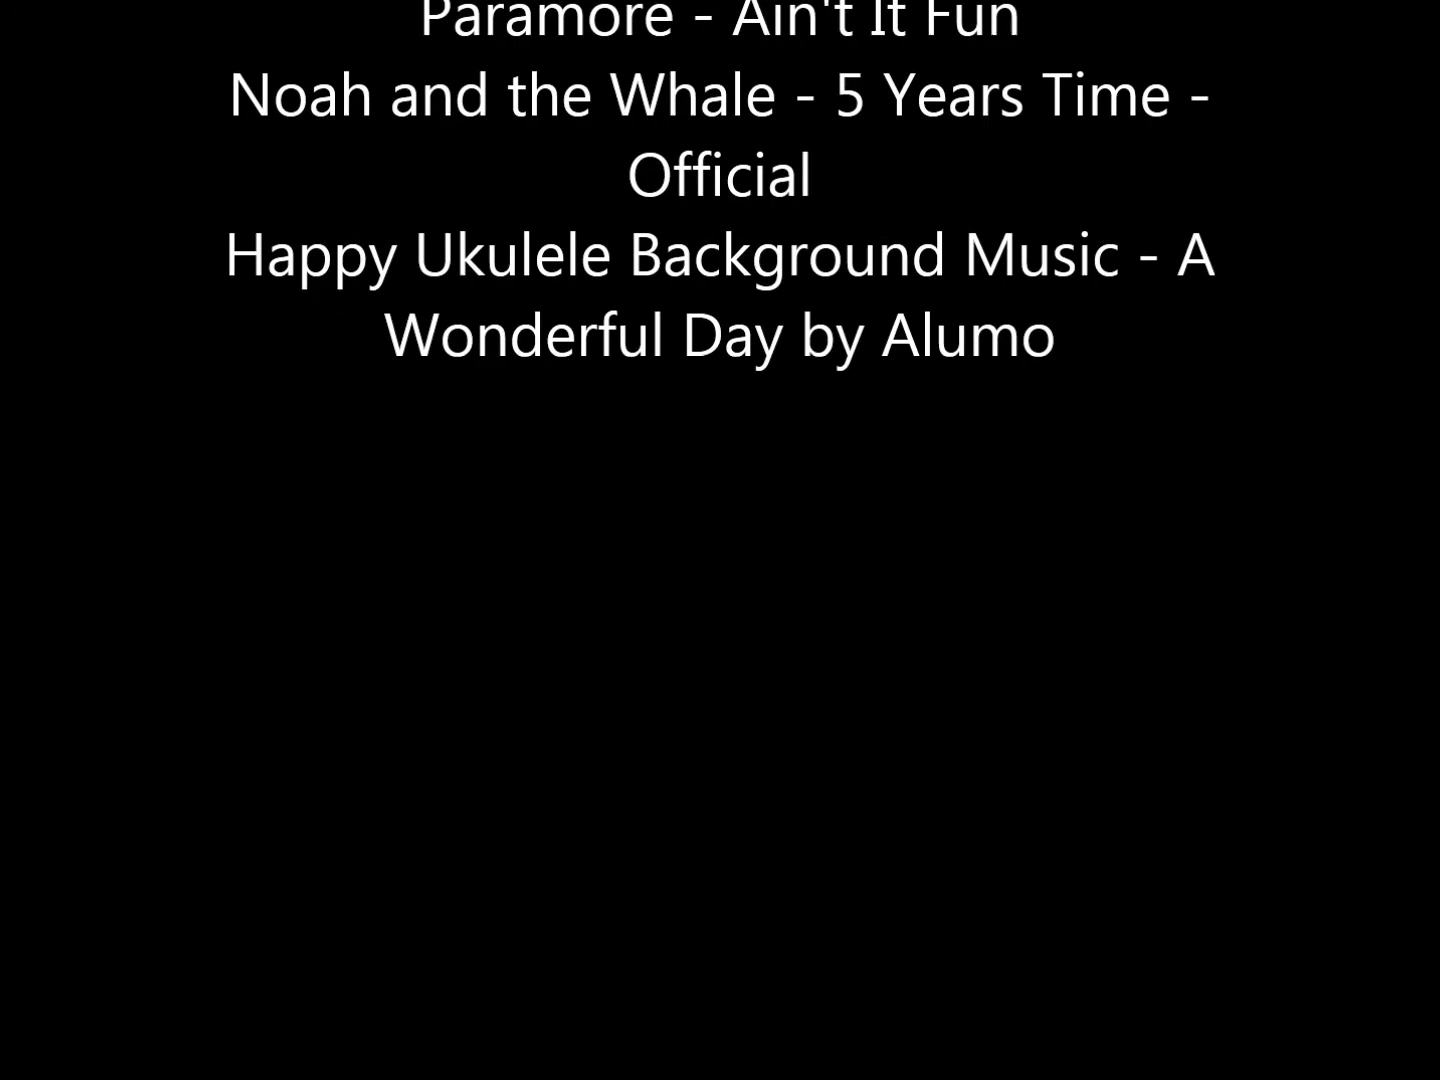 Paramore - Ain't It Fun
Noah and the Whale - 5 Years Time -
Official
Happy Ukulele Background Music - A
Wonderful Day by Alumo